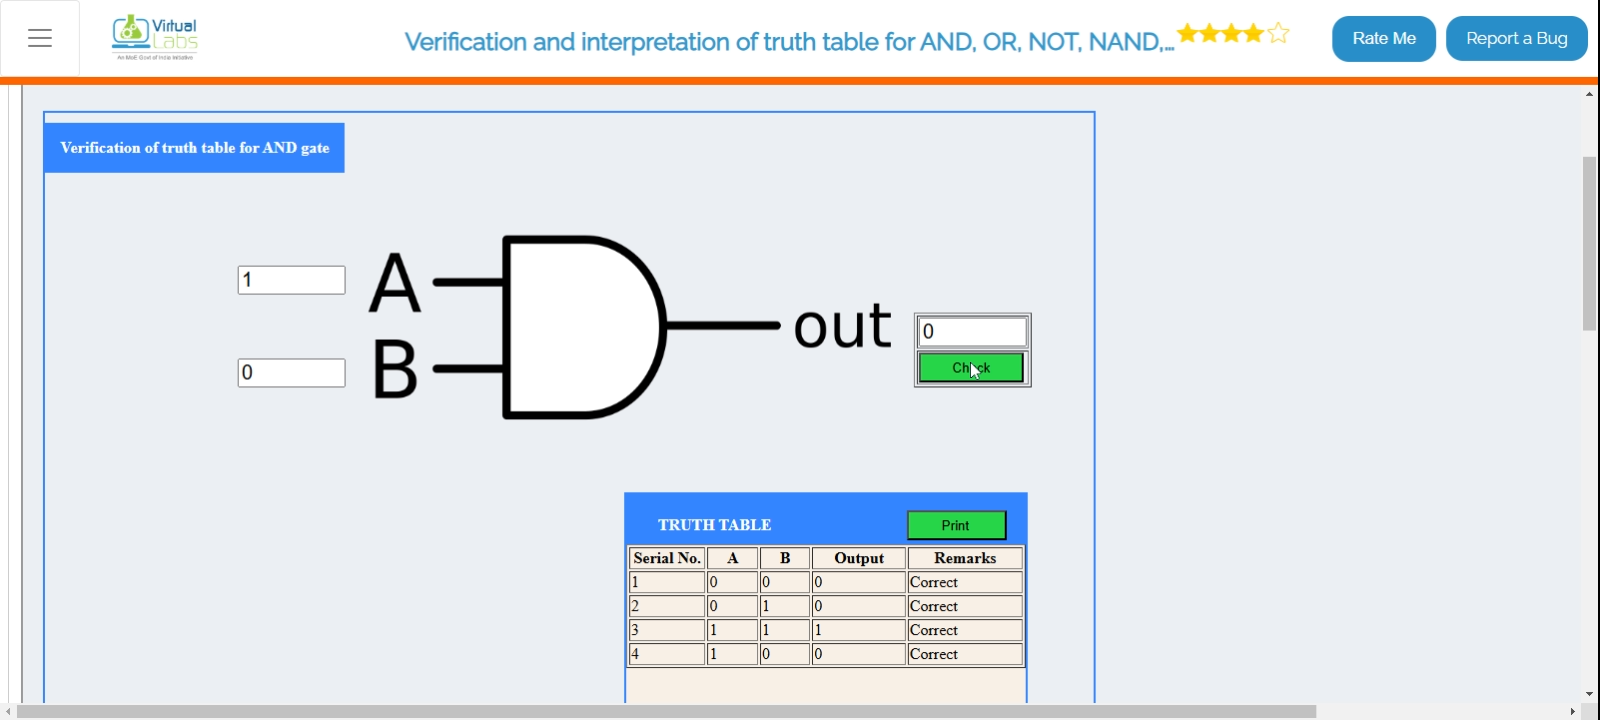 Virtual
Labs
An MoE Govt of India Initiative
Verification and interpretation of truth table for AND, OR, NOT, NAND,...
Rate Me
Report a Bug
Verification of truth table for AND gate
1
A
0
B
out
0
Check
TRUTH TABLE
Print
Serial No. A B Output Remarks
1 0 0 0 Correct
2 0 1 0 Correct
3 1 1 1 Correct
4 1 0 0 Correct